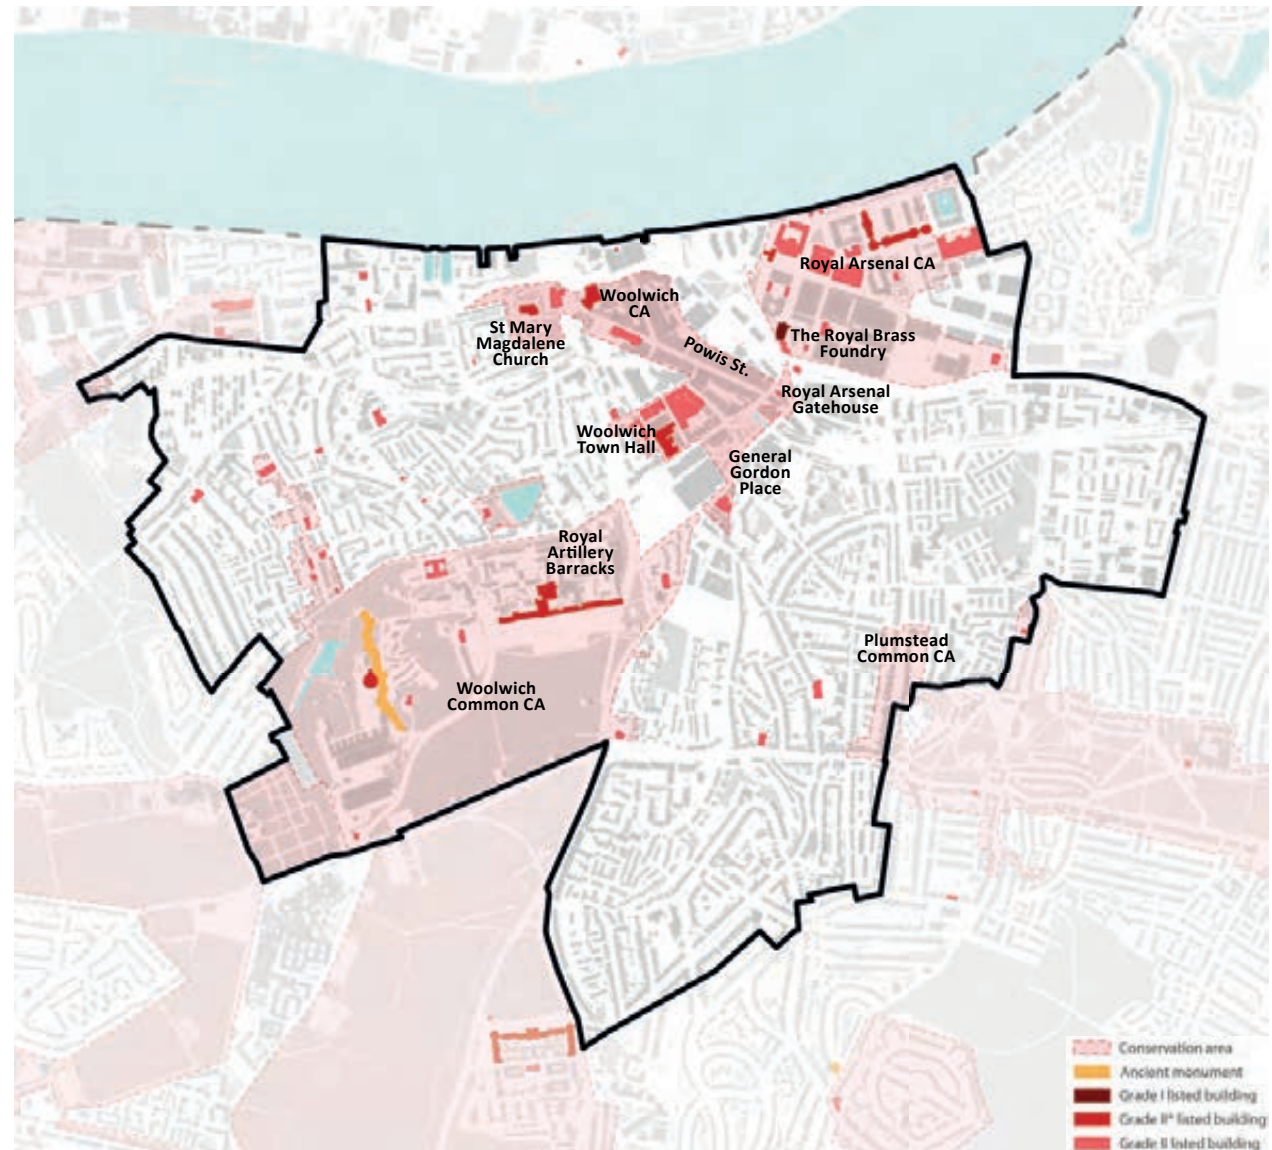 Royal Arsenal CA
Woolwich
CA
St Mary
Magdalene
Church
The Royal Brass
Foundry
Powis St.
Royal Arsenal
Gatehouse
Woolwich
Town Hall
General
Gordon
Place
Royal
Artillery
Barracks
Plumstead
Common CA
Woolwich
Common CA
Conservation area
Ancient monument
Grade I listed building
Grade II* listed building
Grade II listed building